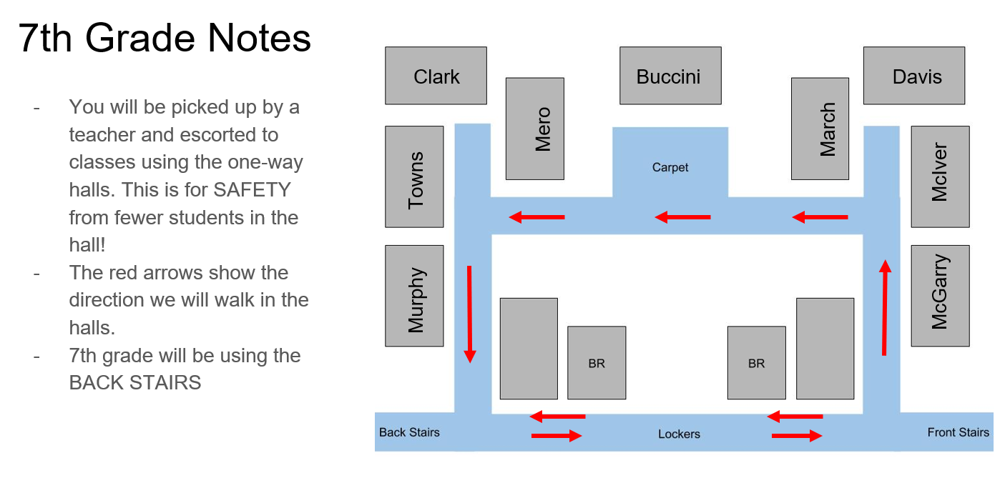 7th Grade Notes
- You will be picked up by a
teacher and escorted to
classes using the one-way
halls. This is for SAFETY
from fewer students in the
hall!
- The red arrows show the
direction we will walk in the
halls.
- 7th grade will be using the
BACK STAIRS
Clark
Buccini
Davis
Mero
March
Towns
Carpet
McIver
Murphy
McGarry
BR
BR
Back Stairs
Lockers
Front Stairs